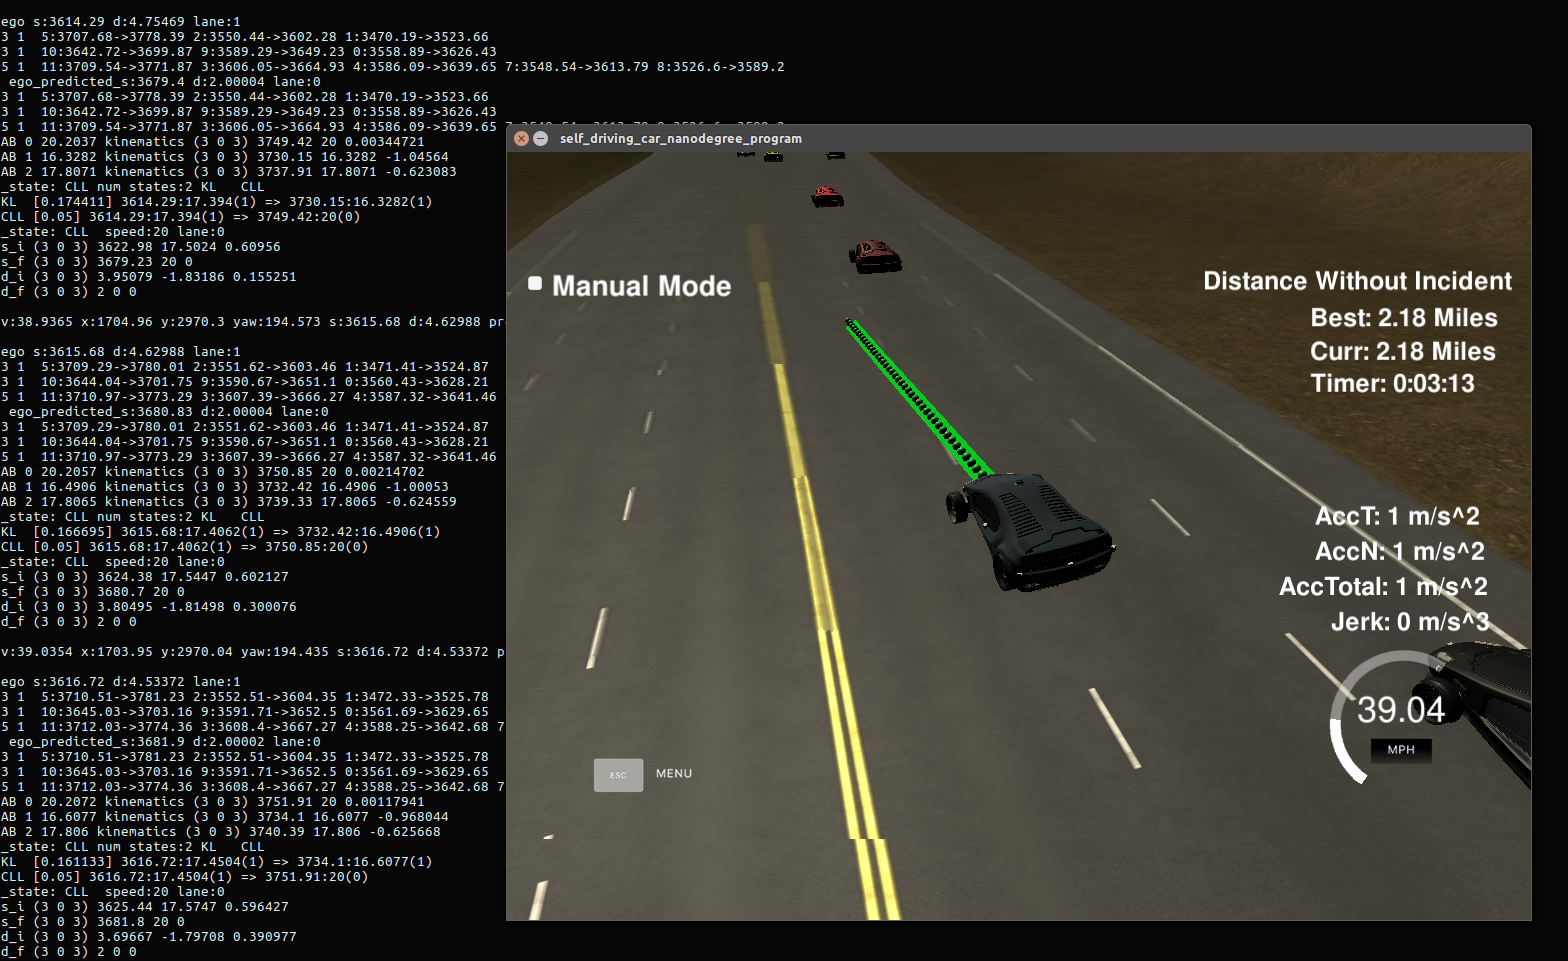 ego s:3614.29 d:4.75469 lane:1
3 1  5:3707.68->3778.39 2:3550.44->3602.28 1:3470.19->3523.66
3 1  10:3642.72->3699.87 9:3589.29->3649.23 0:3558.89->3626.43
5 1  11:3709.54->3771.87 3:3606.05->3664.93 4:3586.09->3639.65 7:3548.54->3613.79 8:3526.6->3589.2
 ego_predicted_s:3679.4 d:2.00004 lane:0
3 1  5:3707.68->3778.39 2:3550.44->3602.28 1:3470.19->3523.66
3 1  10:3642.72->3699.87 9:3589.29->3649.23 0:3558.89->3626.43
5 1  11:3709.54->3771.87 3:3606.05->3664.93 4:3586.09->3639.65
AB 0 20.2037 kinematics (3 0 3) 3749.42 20 0.00344721
AB 1 16.3282 kinematics (3 0 3) 3730.15 16.3282 -1.04564
AB 2 17.8071 kinematics (3 0 3) 3737.91 17.8071 -0.623083
_state: CLL num states:2 KL   CLL
KL  [0.174411] 3614.29:17.394(1) => 3730.15:16.3282(1)
CLL [0.05] 3614.29:17.394(1) => 3749.42:20(0)
_state: CLL  speed:20 lane:0
s_i (3 0 3) 3622.98 17.5024 0.60956
s_f (3 0 3) 3679.23 20 0
d_i (3 0 3) 3.95079 -1.83186 0.155251
d_f (3 0 3) 2 0 0
v:38.9365 x:1704.96 y:2970.3 yaw:194.573 s:3615.68 d:4.62988 pr
ego s:3615.68 d:4.62988 lane:1
3 1  5:3709.29->3780.01 2:3551.62->3603.46 1:3471.41->3524.87
3 1  10:3644.04->3701.75 9:3590.67->3651.1 0:3560.43->3628.21
5 1  11:3710.97->3773.29 3:3607.39->3666.27 4:3587.32->3641.46
 ego_predicted_s:3680.83 d:2.00004 lane:0
3 1  5:3709.29->3780.01 2:3551.62->3603.46 1:3471.41->3524.87
3 1  10:3644.04->3701.75 9:3590.67->3651.1 0:3560.43->3628.21
5 1  11:3710.97->3773.29 3:3607.39->3666.27 4:3587.32->3641.46
AB 0 20.2057 kinematics (3 0 3) 3750.85 20 0.00214702
AB 1 16.4906 kinematics (3 0 3) 3732.42 16.4906 -1.00053
AB 2 17.8065 kinematics (3 0 3) 3739.33 17.8065 -0.624559
_state: CLL num states:2 KL   CLL
KL  [0.166695] 3615.68:17.4062(1) => 3732.42:16.4906(1)
CLL [0.05] 3615.68:17.4062(1) => 3750.85:20(0)
_state: CLL  speed:20 lane:0
s_i (3 0 3) 3624.38 17.5447 0.602127
s_f (3 0 3) 3680.7 20 0
d_i (3 0 3) 3.80495 -1.81498 0.300076
d_f (3 0 3) 2 0 0
v:39.0354 x:1703.95 y:2970.04 yaw:194.435 s:3616.72 d:4.53372 p
ego s:3616.72 d:4.53372 lane:1
3 1  5:3710.51->3781.23 2:3552.51->3604.35 1:3472.33->3525.78
3 1  10:3645.03->3703.16 9:3591.71->3652.5 0:3561.69->3629.65
5 1  11:3712.03->3774.36 3:3608.4->3667.27 4:3588.25->3642.68 7
 ego_predicted_s:3681.9 d:2.00002 lane:0
3 1  5:3710.51->3781.23 2:3552.51->3604.35 1:3472.33->3525.78
3 1  10:3645.03->3703.16 9:3591.71->3652.5 0:3561.69->3629.65
5 1  11:3712.03->3774.36 3:3608.4->3667.27 4:3588.25->3642.68 7
AB 0 20.2072 kinematics (3 0 3) 3751.91 20 0.00117941
AB 1 16.6077 kinematics (3 0 3) 3734.1 16.6077 -0.968044
AB 2 17.806 kinematics (3 0 3) 3740.39 17.806 -0.625668
_state: CLL num states:2 KL   CLL
KL  [0.161133] 3616.72:17.4504(1) => 3734.1:16.6077(1)
CLL [0.05] 3616.72:17.4504(1) => 3751.91:20(0)
_state: CLL  speed:20 lane:0
s_i (3 0 3) 3625.44 17.5747 0.596427
s_f (3 0 3) 3681.8 20 0
d_i (3 0 3) 3.69667 -1.79708 0.390977
d_f (3 0 3) 2 0 0
self_driving_car_nanodegree_program
Manual Mode
Distance Without Incident
Best: 2.18 Miles
Curr: 2.18 Miles
Timer: 0:03:13
AccT: 1 m/s^2
AccN: 1 m/s^2
AccTotal: 1 m/s^2
Jerk: 0 m/s^3
39.04
MPH
ESC MENU